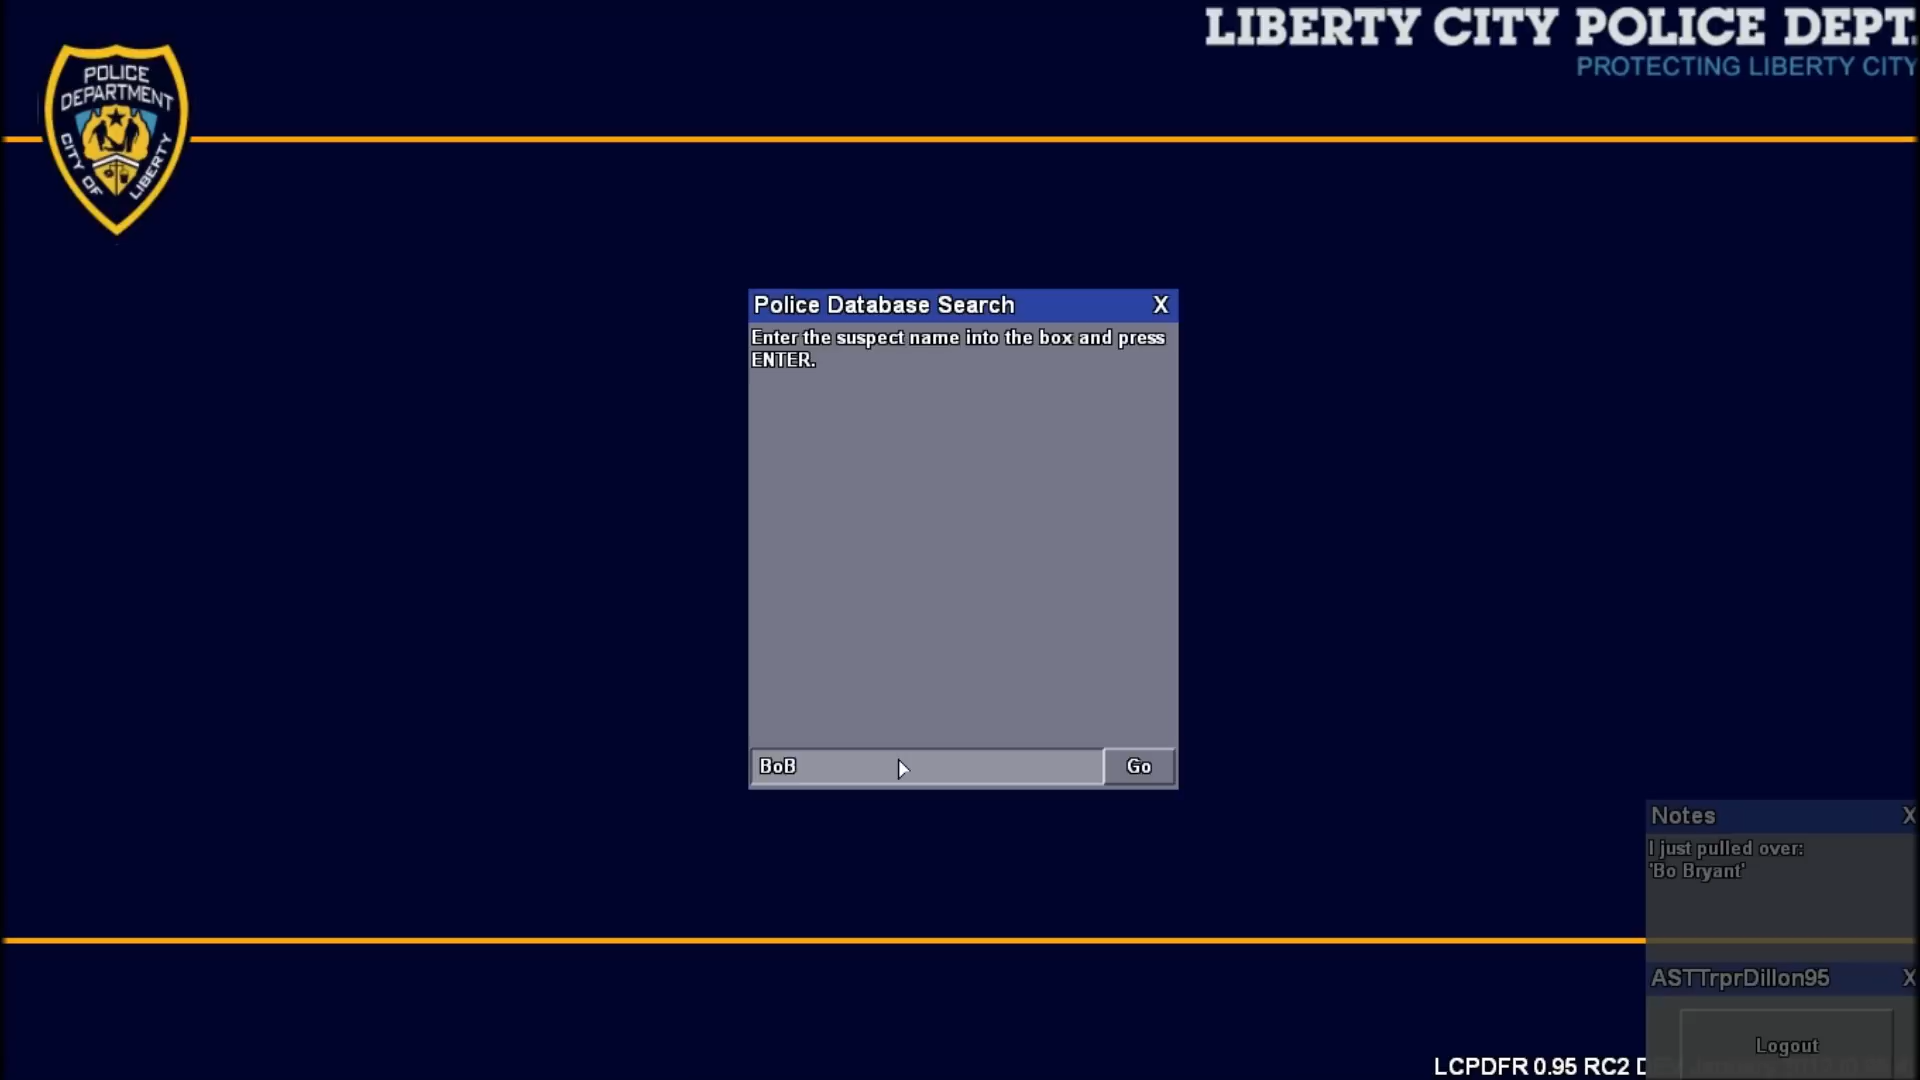 LIBERTY CITY POLICE DEPT.
PROTECTING LIBERTY CITY
POLICE
DEPARTMENT
CITY OF
LIBERTY
Police Database Search X
Enter the suspect name into the box and press
ENTER.
BoB Go
Notes X
I just pulled over:
'Bo Bryant'
ASTTrprDillon95 X
Logout
LCPDFR 0.95 RC2